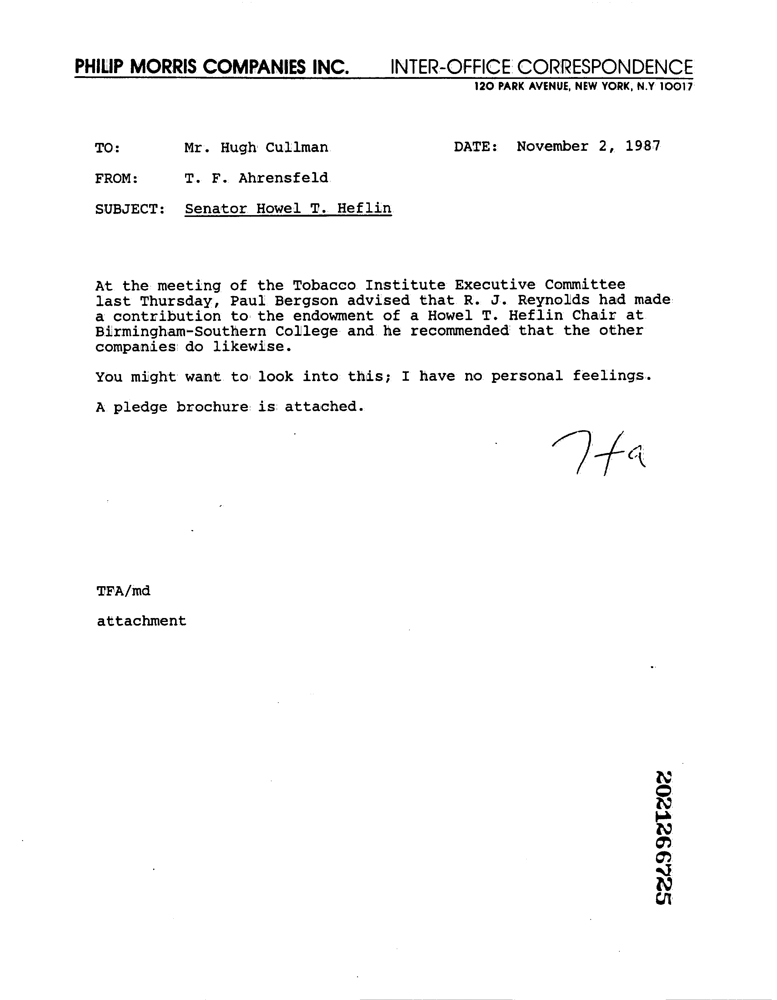 PHILIP MORRIS COMPANIES INC. INTER-OFFICE CORRESPONDENCE
120 PARK AVENUE, NEW YORK, N.Y 10017
TO: Mr. Hugh Cullman DATE: November 2, 1987
FROM: T. F. Ahrensfeld
SUBJECT: Senator Howel T. Heflin
At the meeting of the Tobacco Institute Executive Committee
last Thursday, Paul Bergson advised that R. J. Reynolds had made
a contribution to the endowment of a Howel T. Heflin Chair at
Birmingham-Southern College and he recommended that the other
companies do likewise.
You might want to look into this; I have no personal feelings.
A pledge brochure is attached.
Tfa
TFA/md
attachment
2021266725